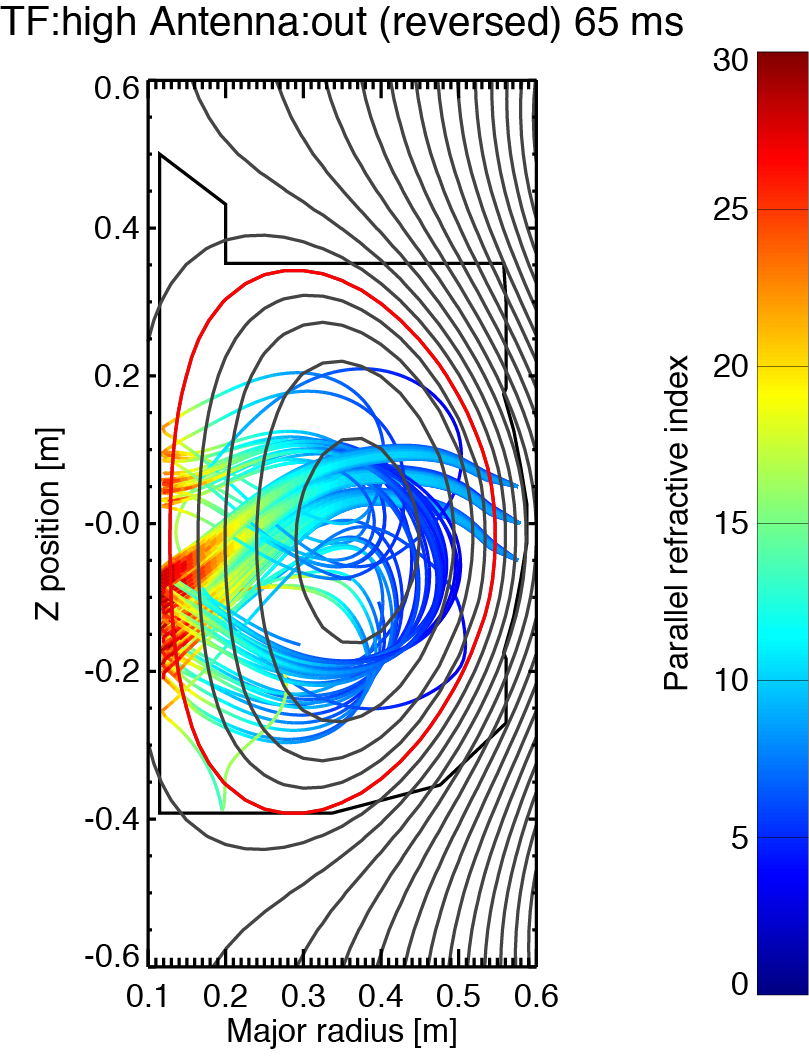 TF:high Antenna:out (reversed) 65 ms
0.6
0.4
0.2
-0.0
-0.2
-0.4
-0.6
Z position [m]
0.1 0.2 0.3 0.4 0.5 0.6
Major radius [m]
Parallel refractive index
30
25
20
15
10
5
0